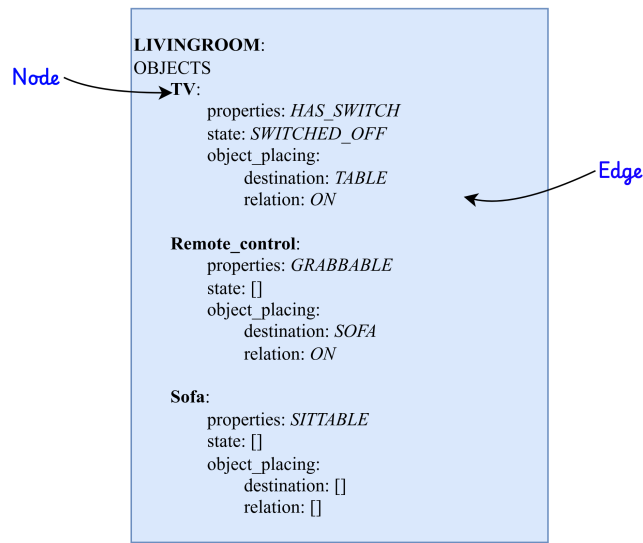 LIVINGROOM:
OBJECTS
Node
TV:
properties: HAS_SWITCH
state: SWITCHED_OFF
object_placing:
destination: TABLE
relation: ON
Edge
Remote_control:
properties: GRABBABLE
state: []
object_placing:
destination: SOFA
relation: ON
Sofa:
properties: SITTABLE
state: []
object_placing:
destination: []
relation: []